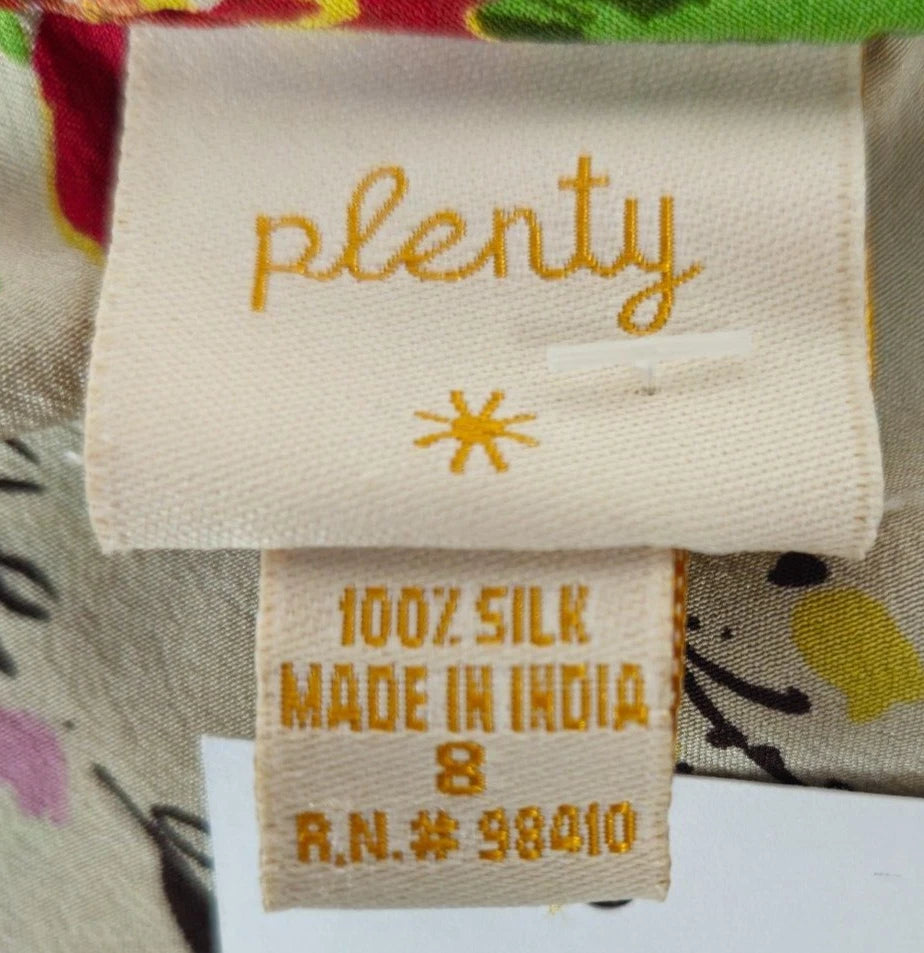 plenty
100% SILK
MADE IN INDIA
8
R.N.# 98410